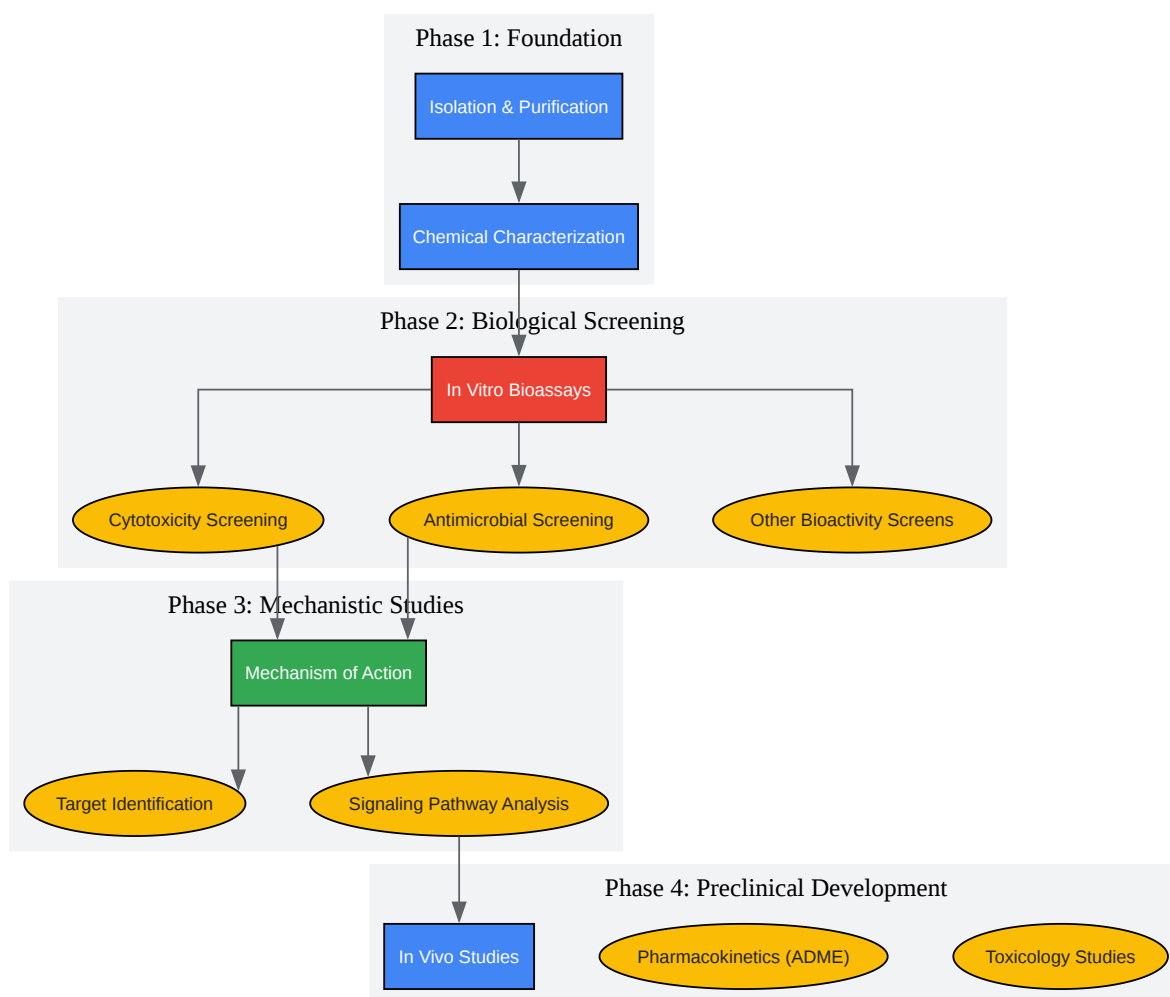 Phase 1: Foundation
Isolation & Purification
Chemical Characterization
Phase 2: Biological Screening
In Vitro Bioassays
Cytotoxicity Screening
Antimicrobial Screening
Other Bioactivity Screens
Phase 3: Mechanistic Studies
Mechanism of Action
Target Identification
Signaling Pathway Analysis
Phase 4: Preclinical Development
In Vivo Studies
Pharmacokinetics (ADME)
Toxicology Studies